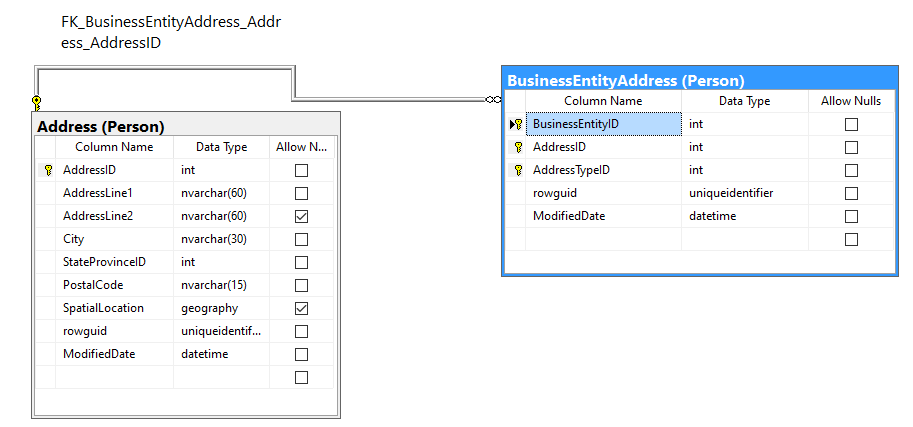 FK_BusinessEntityAddress_Addr
ess_AddressID
BusinessEntityAddress (Person)
Column Name Data Type Allow Nulls
BusinessEntityID int
AddressID int
AddressTypeID int
rowguid uniqueidentifier
ModifiedDate datetime
Address (Person)
Column Name Data Type Allow N...
AddressID int
AddressLine1 nvarchar(60)
AddressLine2 nvarchar(60)
City nvarchar(30)
StateProvinceID int
PostalCode nvarchar(15)
SpatialLocation geography
rowguid uniqueidentif...
ModifiedDate datetime